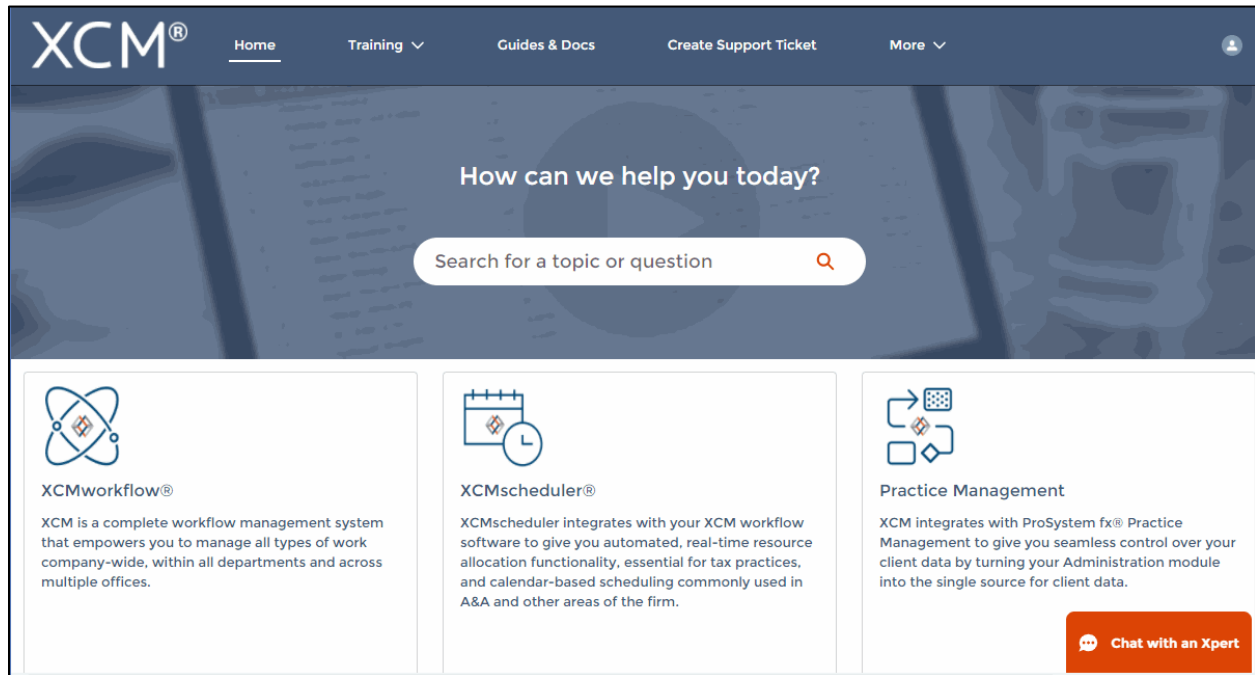 XCM®
Home
Training
Guides & Docs
Create Support Ticket
More
How can we help you today?
Search for a topic or question
XCMworkflow®
XCM is a complete workflow management system
that empowers you to manage all types of work
company-wide, within all departments and across
multiple offices.
XCMscheduler®
XCMscheduler integrates with your XCM workflow
software to give you automated, real-time resource
allocation functionality, essential for tax practices,
and calendar-based scheduling commonly used in
A&A and other areas of the firm.
Practice Management
XCM integrates with ProSystem fx® Practice
Management to give you seamless control over your
client data by turning your Administration module
into the single source for client data.
Chat with an Xpert